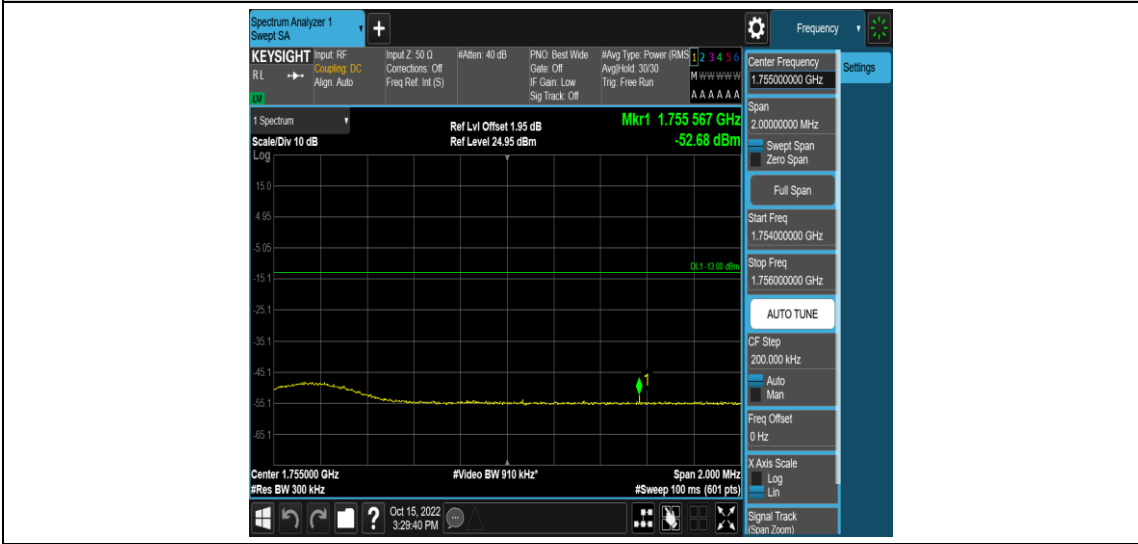 Spectrum Analyzer 1
Swept SA
+
Frequency
KEYSIGHT
RL
Input: RF
Coupling: DC
Align: Auto
Input Z: 50 Ω
Corrections: Off
Freq Ref: Int (S)
#Atten: 40 dB
PNO: Best Wide
Gate: Off
IF Gain: Low
Sig Track: Off
#Avg Type: Power (RMS
Avg|Hold: 30/30
Trig: Free Run
1 2 3 4 5 6
M W W W W W
A A A A A A
1 Spectrum
Scale/Div 10 dB
Log
Ref Lvl Offset 1.95 dB
Ref Level 24.95 dBm
Mkr1 1.755 567 GHz
-52.68 dBm
15.0
4.95
-5.05
DL1 -13.00 dBm
-15.1
-25.1
-35.1
-45.1
1
-55.1
-65.1
Center 1.755000 GHz
#Res BW 300 kHz
#Video BW 910 kHz*
Span 2.000 MHz
#Sweep 100 ms (601 pts)
?
Oct 15, 2022
3:29:40 PM
Center Frequency
1.755000000 GHz
Settings
Span
2.00000000 MHz
Swept Span
Zero Span
Full Span
Start Freq
1.754000000 GHz
Stop Freq
1.756000000 GHz
AUTO TUNE
CF Step
200.000 kHz
Auto
Man
Freq Offset
0 Hz
X Axis Scale
Log
Lin
Signal Track
(Span Zoom)